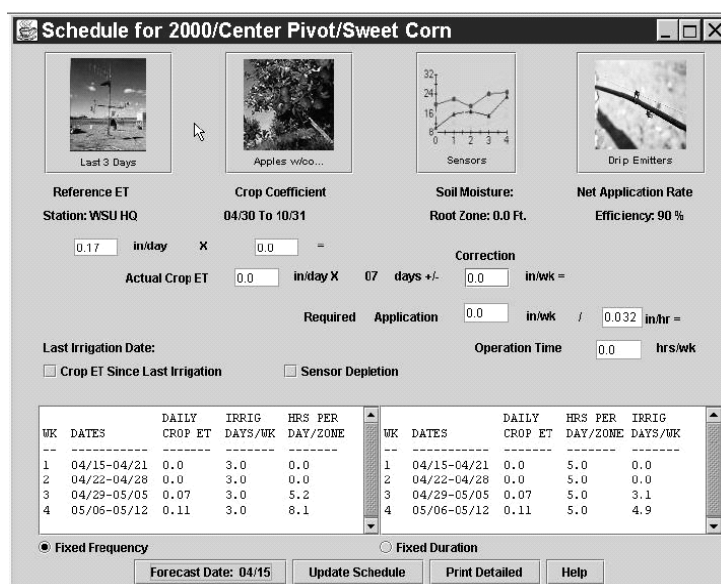 Schedule for 2000/Center Pivot/Sweet Corn
Last 3 Days
Apples w/co...
32
24
16
8
0 1 2 3 4
Sensors
Drip Emitters
Reference ET Crop Coefficient Soil Moisture: Net Application Rate
Station: WSU HQ 04/30 To 10/31 Root Zone: 0.0 Ft. Efficiency: 90 %
0.17 in/day X 0.0 =
Correction
Actual Crop ET 0.0 in/day X 07 days +/- 0.0 in/wk =
Required Application 0.0 in/wk / 0.032 in/hr =
Last Irrigation Date: Operation Time 0.0 hrs/wk
Crop ET Since Last Irrigation Sensor Depletion
DAILY IRRIG HRS PER
WK DATES CROP ET DAYS/WK DAY/ZONE
-- ----------- ------- ------- --------
1 04/15-04/21 0.0 3.0 0.0
2 04/22-04/28 0.0 3.0 0.0
3 04/29-05/05 0.07 3.0 5.2
4 05/06-05/12 0.11 3.0 8.1
DAILY HRS PER IRRIG
WK DATES CROP ET DAY/ZONE DAYS/WK
-- ----------- ------- -------- -------
1 04/15-04/21 0.0 5.0 0.0
2 04/22-04/28 0.0 5.0 0.0
3 04/29-05/05 0.07 5.0 3.1
4 05/06-05/12 0.11 5.0 4.9
Fixed Frequency Fixed Duration
Forecast Date: 04/15 Update Schedule Print Detailed Help